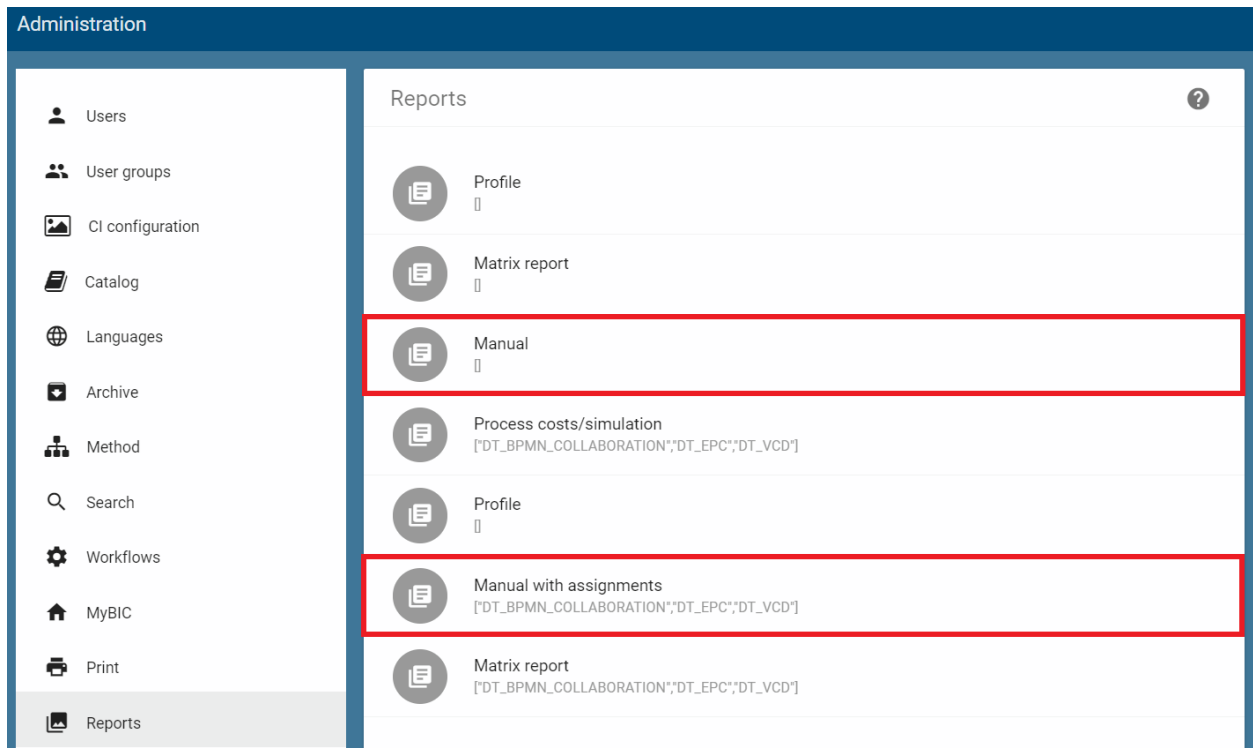 Administration
Users
User groups
CI configuration
Catalog
Languages
Archive
Method
Search
Workflows
MyBIC
Print
Reports
Reports
?
Profile
[]
Matrix report
[]
Manual
[]
Process costs/simulation
["DT_BPMN_COLLABORATION","DT_EPC","DT_VCD"]
Profile
[]
Manual with assignments
["DT_BPMN_COLLABORATION","DT_EPC","DT_VCD"]
Matrix report
["DT_BPMN_COLLABORATION","DT_EPC","DT_VCD"]